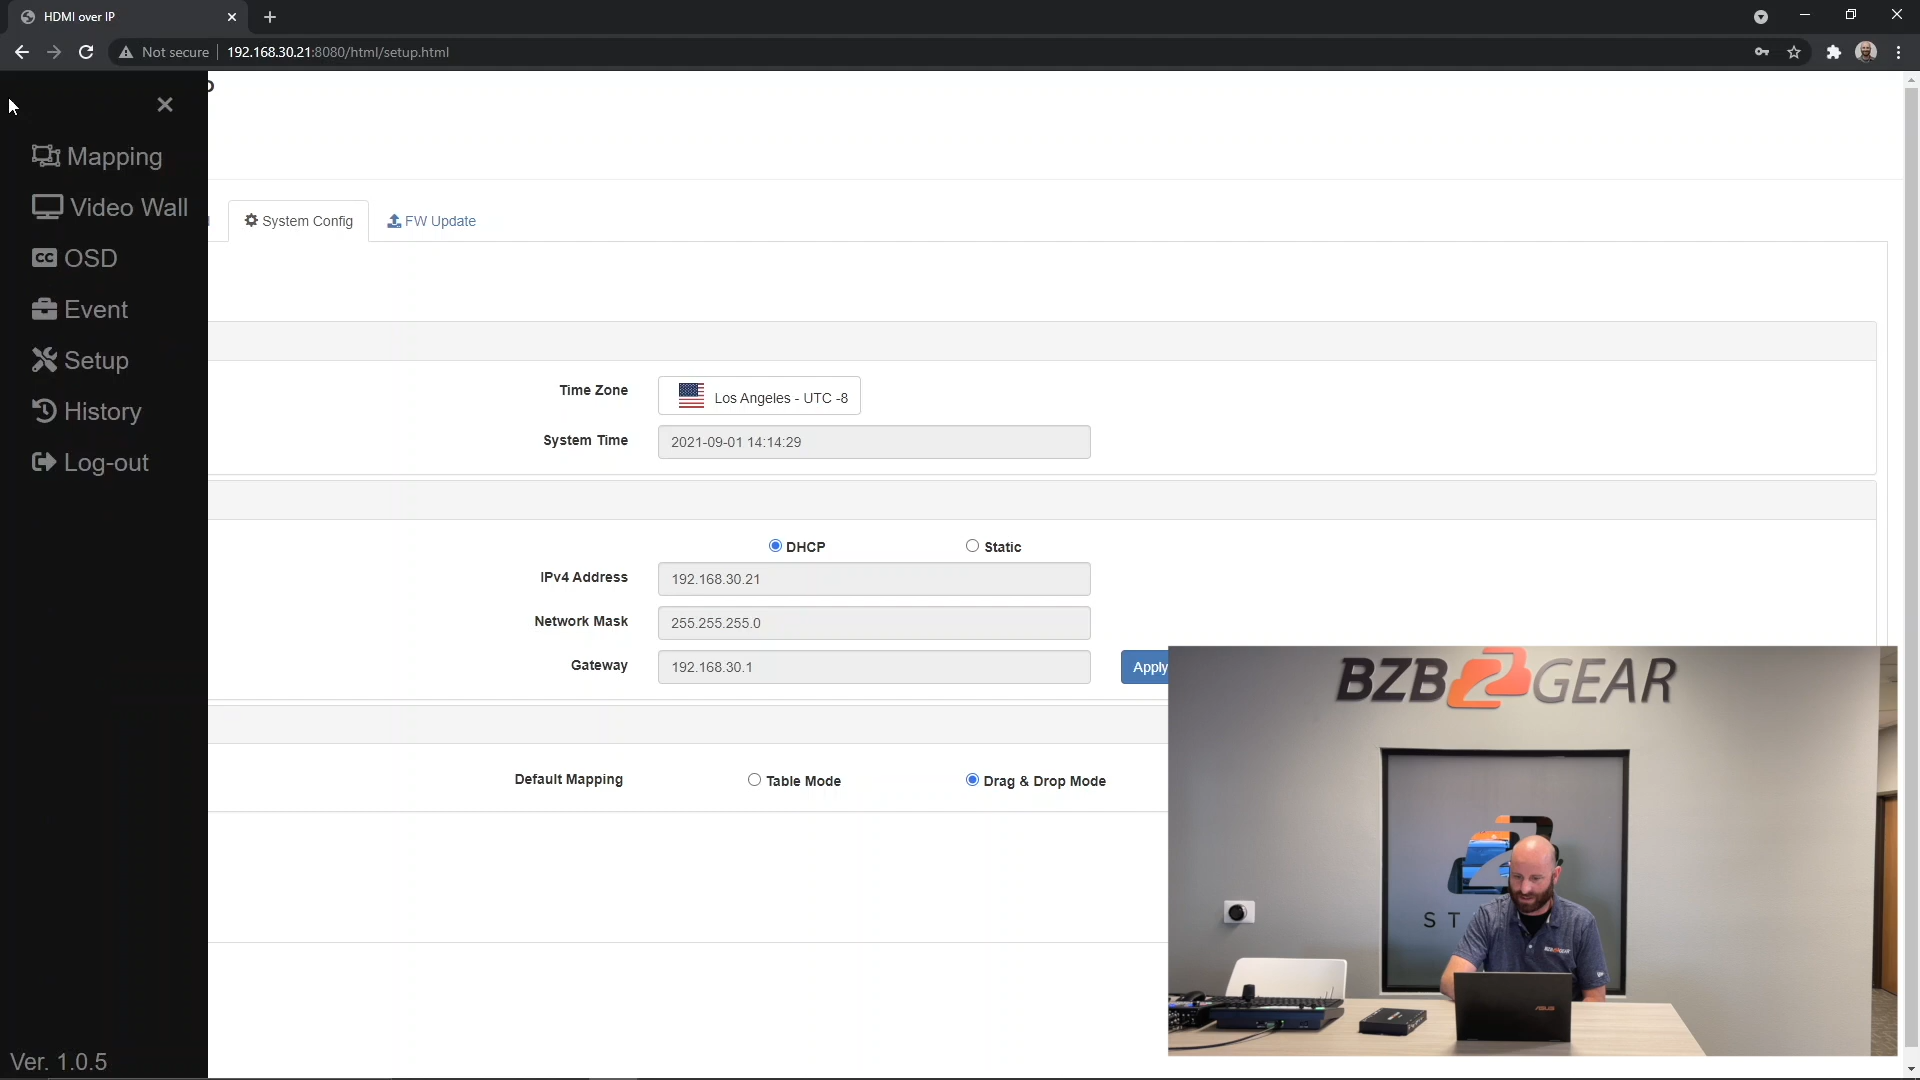 HDMI over IP
Not secure
192.168.30.21:8080/html/setup.html
Mapping
Video Wall
OSD
Event
Setup
History
Log-out
Ver. 1.0.5
System Config
FW Update
Time Zone
Los Angeles - UTC -8
System Time
2021-09-01 14:14:29
DHCP
Static
IPv4 Address
192.168.30.21
Network Mask
255.255.255.0
Gateway
192.168.30.1
Apply
Default Mapping
Table Mode
Drag & Drop Mode
BZB GEAR
ST
BZBGEAR
ASUS